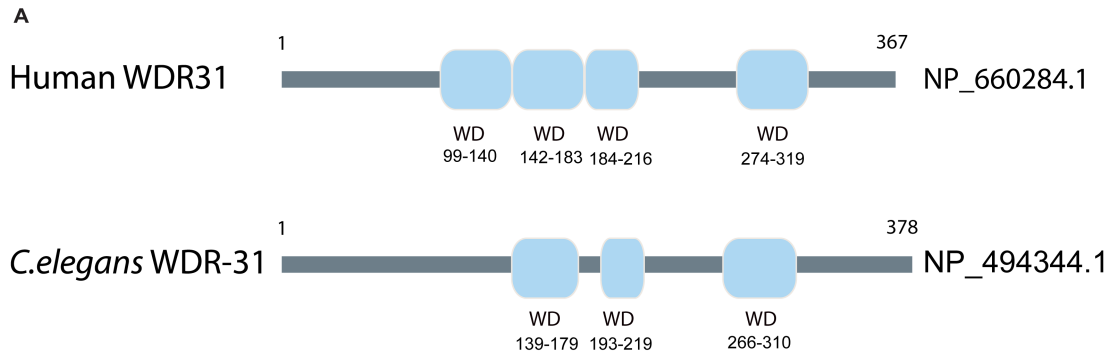 A
1 367
Human WDR31 NP_660284.1
WD WD WD WD
99-140 142-183 184-216 274-319
1 378
C.elegans WDR-31 NP_494344.1
WD WD WD
139-179 193-219 266-310